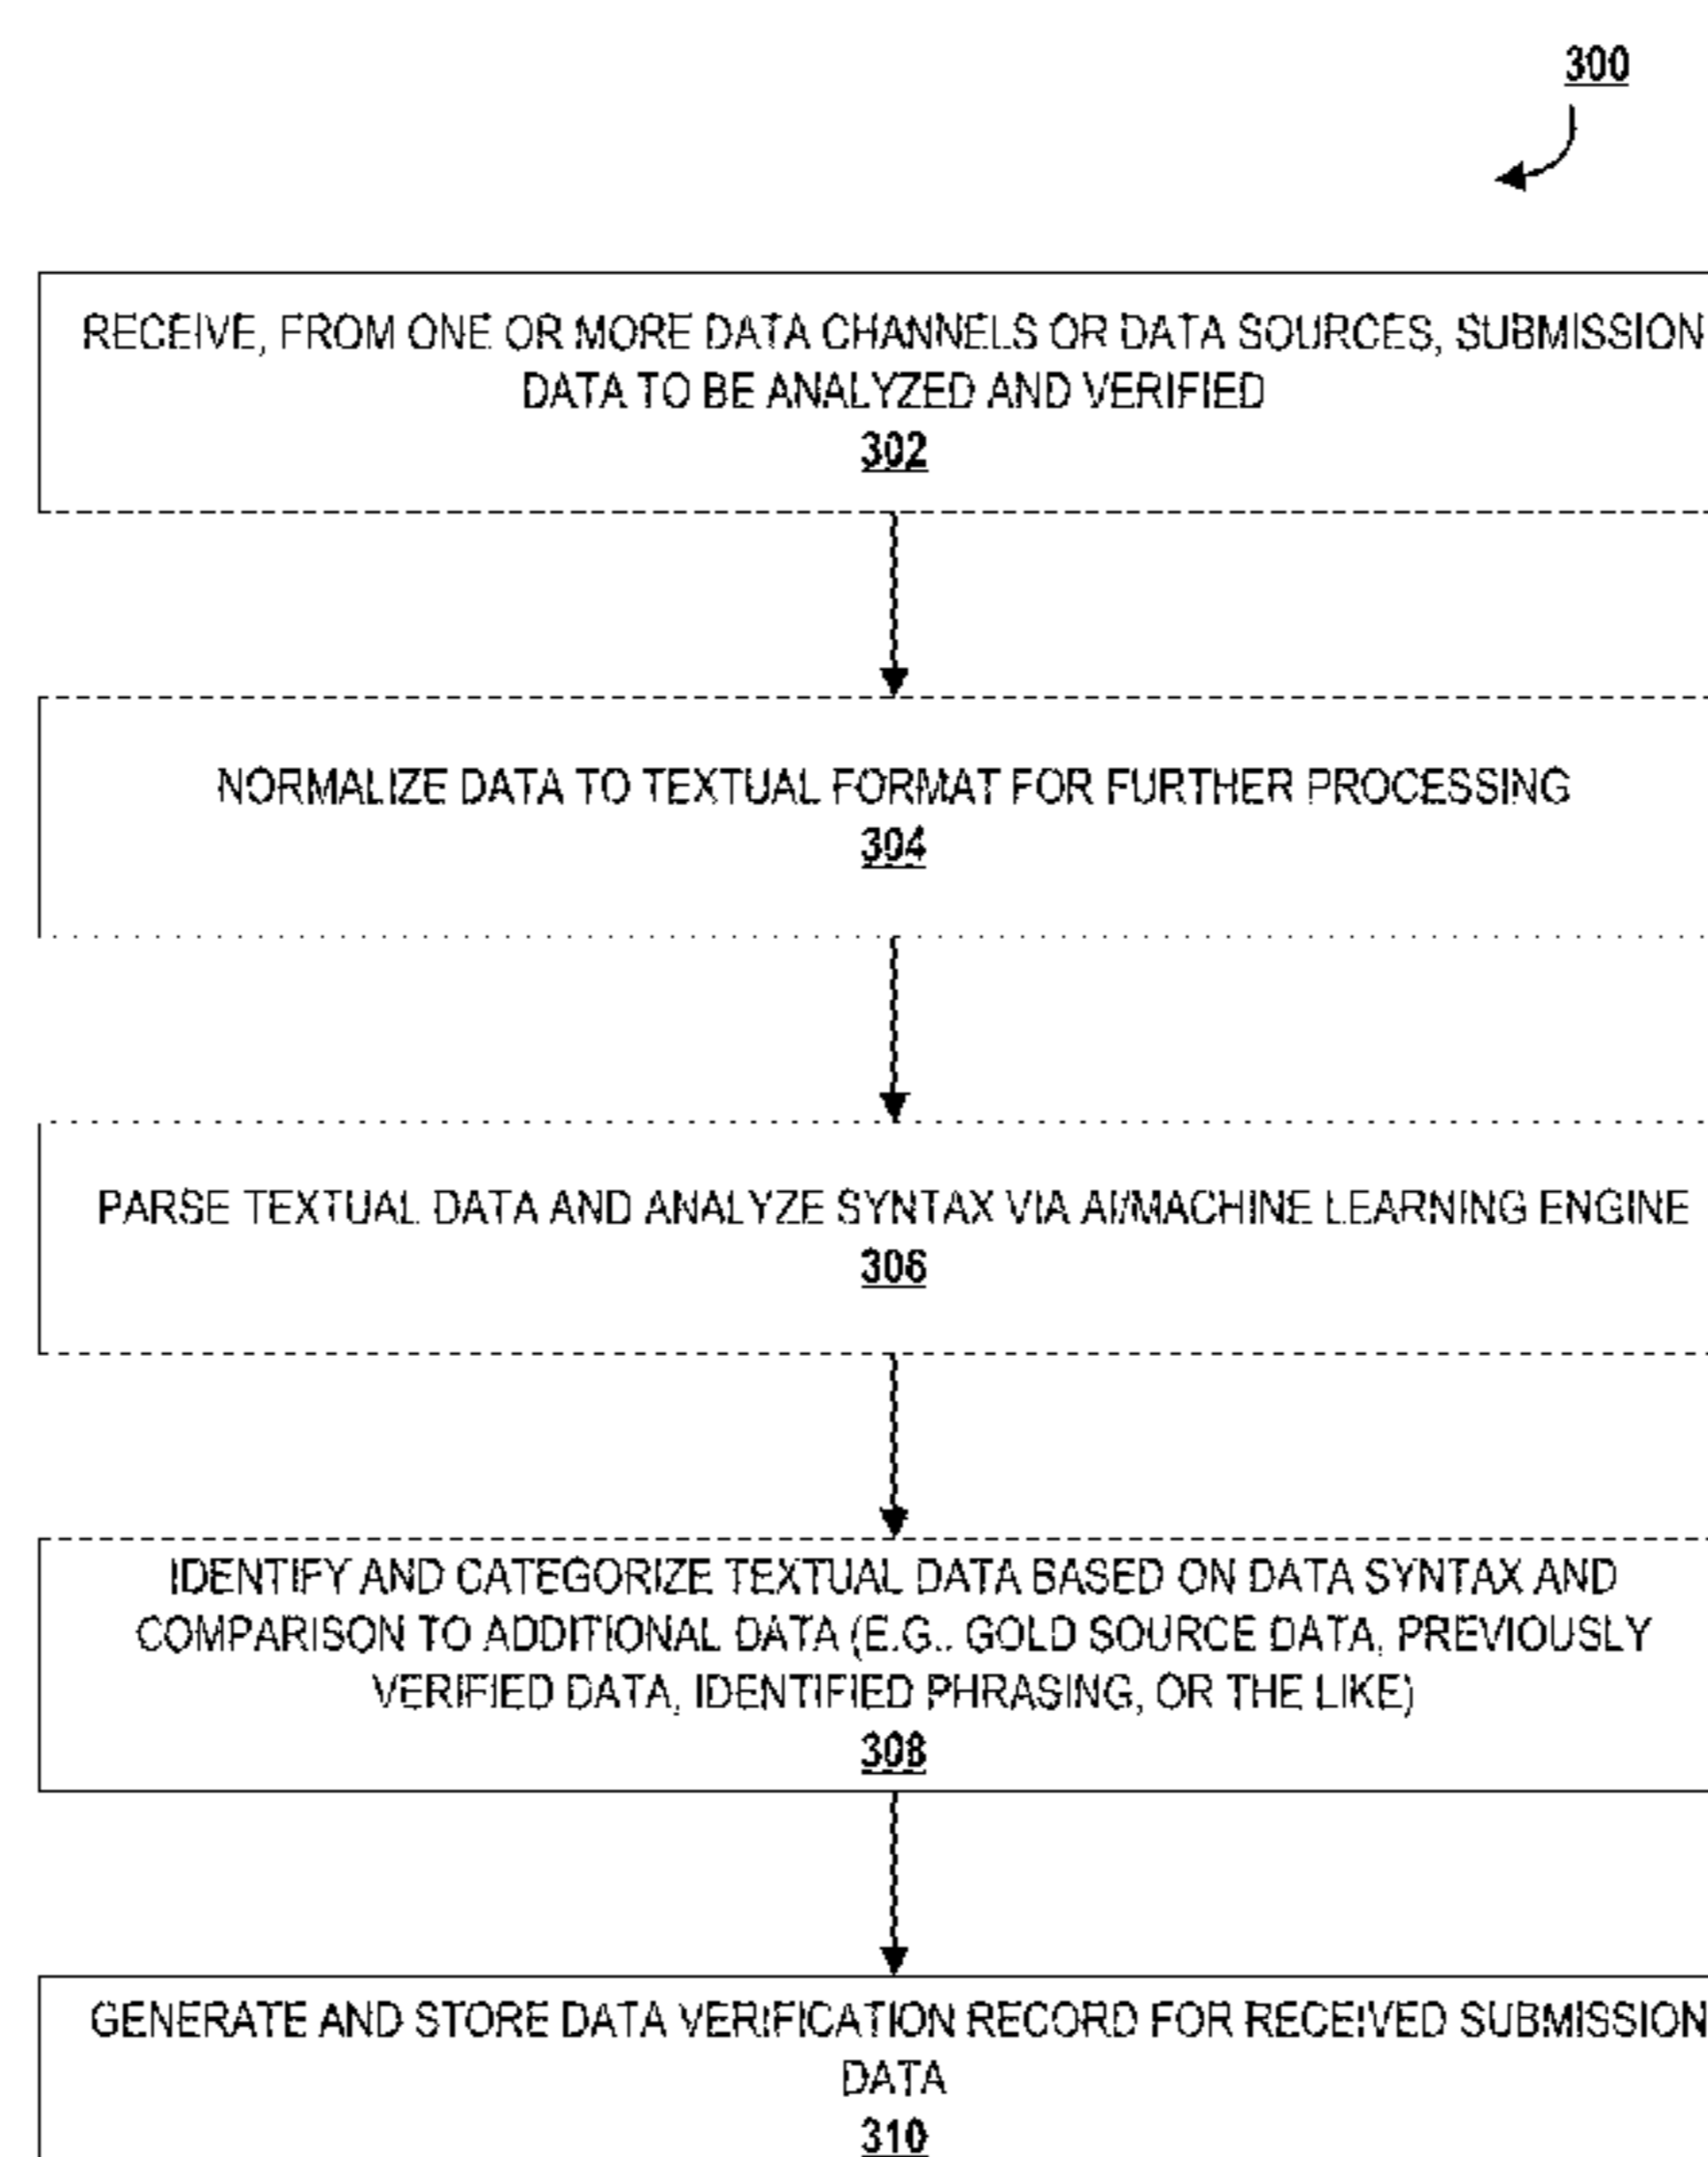 300
RECEIVE, FROM ONE OR MORE DATA CHANNELS OR DATA SOURCES, SUBMISSION
DATA TO BE ANALYZED AND VERIFIED
302
NORMALIZE DATA TO TEXTUAL FORMAT FOR FURTHER PROCESSING
304
PARSE TEXTUAL DATA AND ANALYZE SYNTAX VIA AI/MACHINE LEARNING ENGINE
306
IDENTIFY AND CATEGORIZE TEXTUAL DATA BASED ON DATA SYNTAX AND
COMPARISON TO ADDITIONAL DATA (E.G., GOLD SOURCE DATA, PREVIOUSLY
VERIFIED DATA, IDENTIFIED PHRASING, OR THE LIKE)
308
GENERATE AND STORE DATA VERIFICATION RECORD FOR RECEIVED SUBMISSION
DATA
310